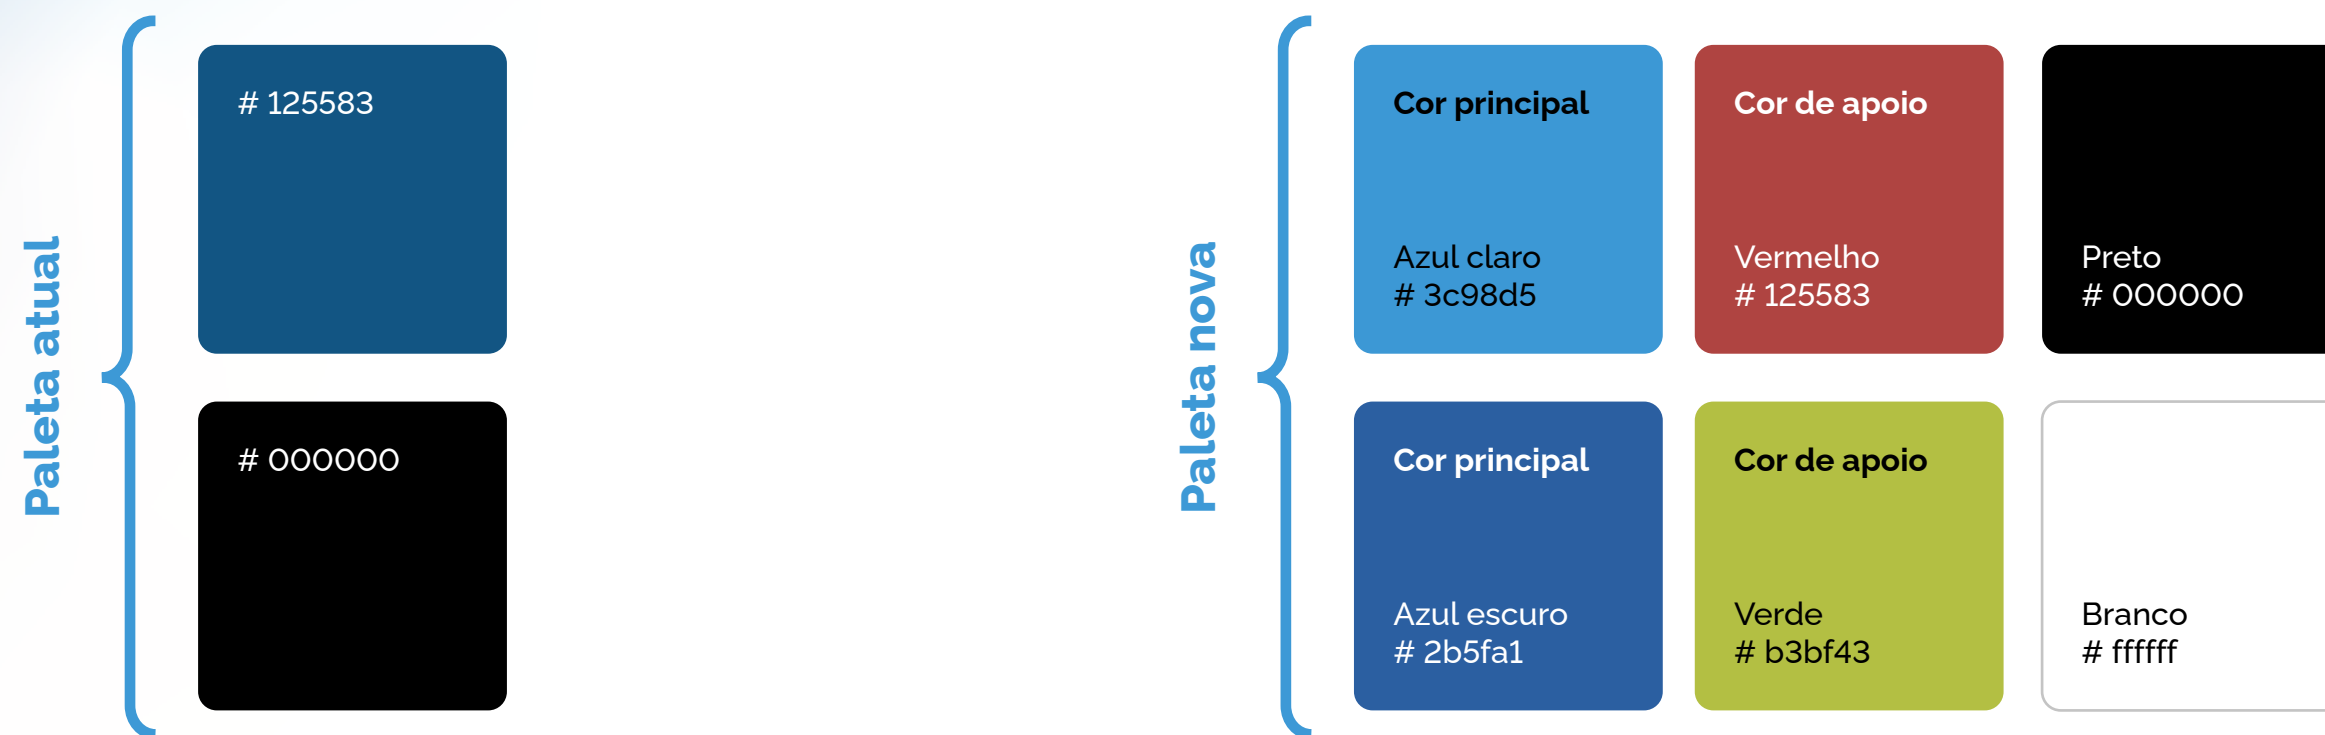 Paleta atual
# 125583
# 000000
Paleta nova
Cor principal
Azul claro
# 3c98d5
Cor de apoio
Vermelho
# 125583
Preto
# 000000
Cor principal
Azul escuro
# 2b5fa1
Cor de apoio
Verde
# b3bf43
Branco
# ffffff